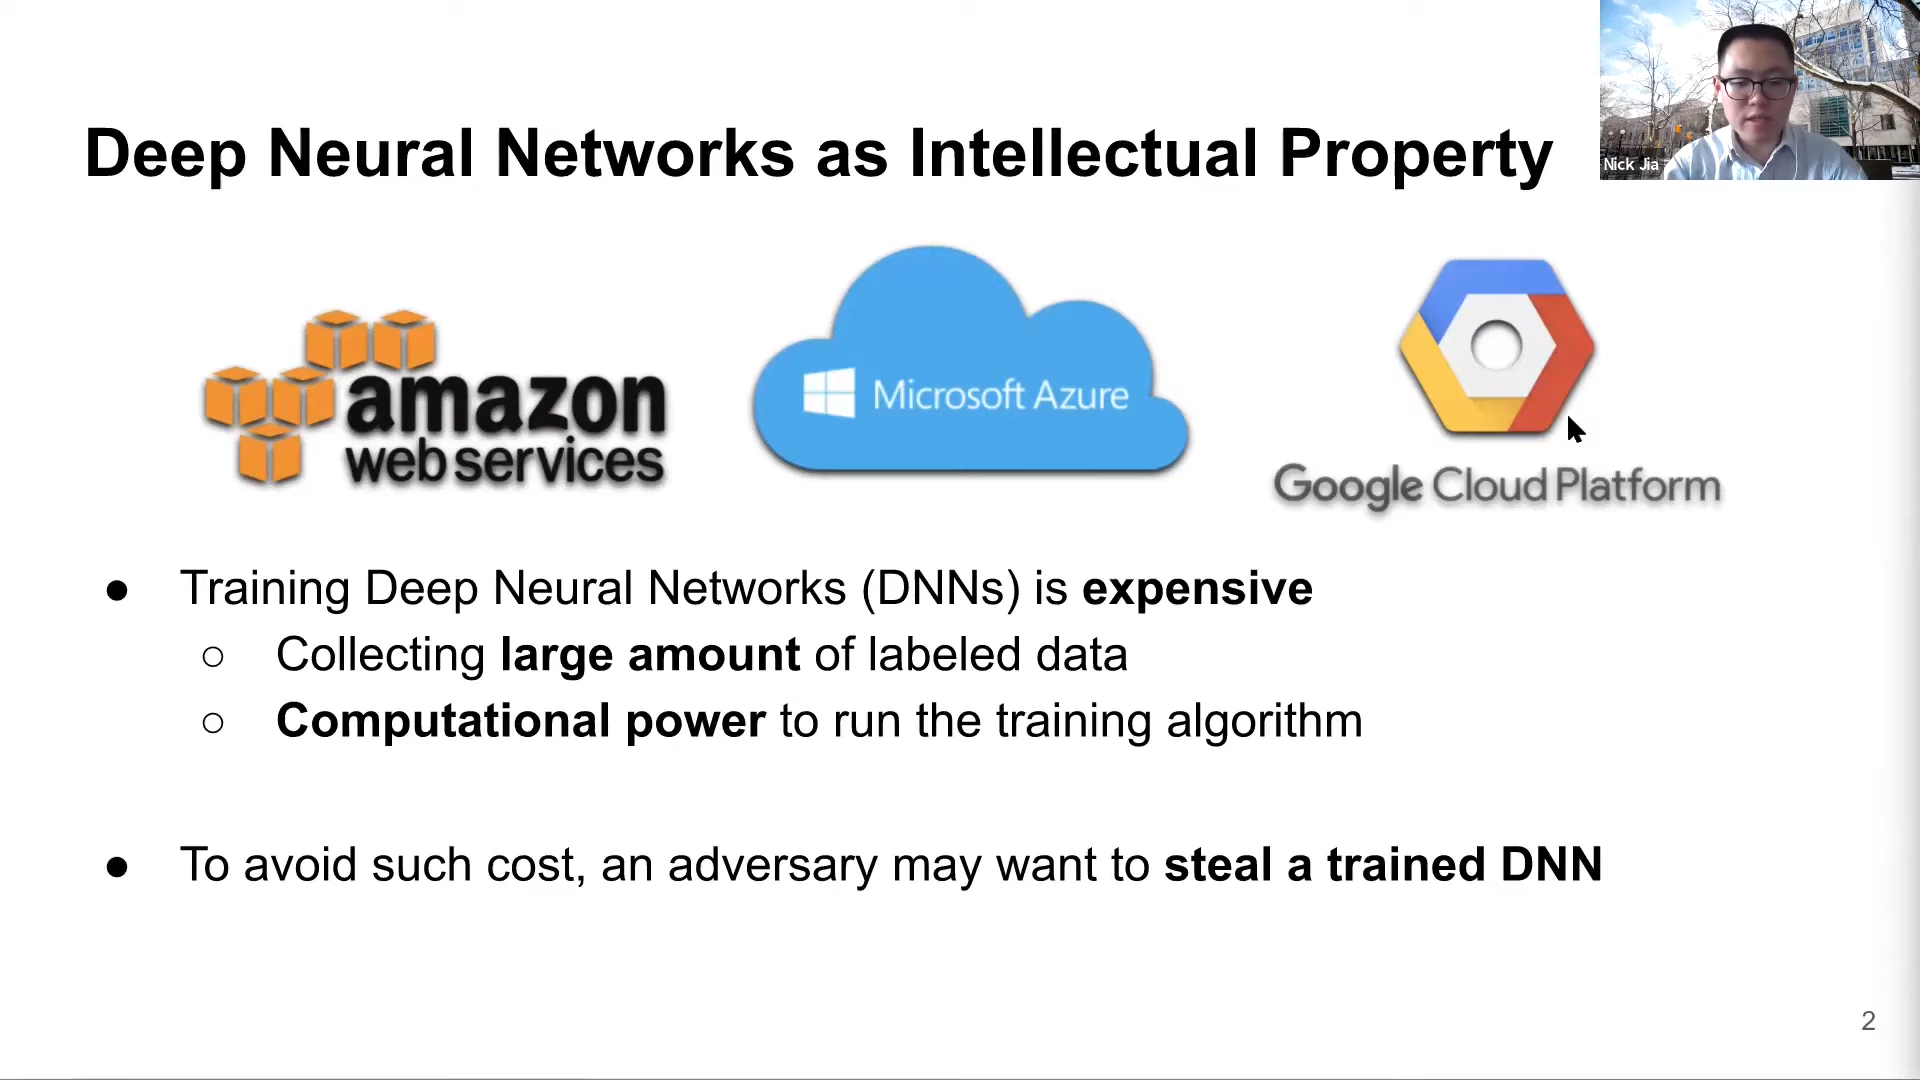 Nick Jia
Deep Neural Networks as Intellectual Property
amazon
web services
Microsoft Azure
Google Cloud Platform
● Training Deep Neural Networks (DNNs) is expensive
○ Collecting large amount of labeled data
○ Computational power to run the training algorithm
● To avoid such cost, an adversary may want to steal a trained DNN
2